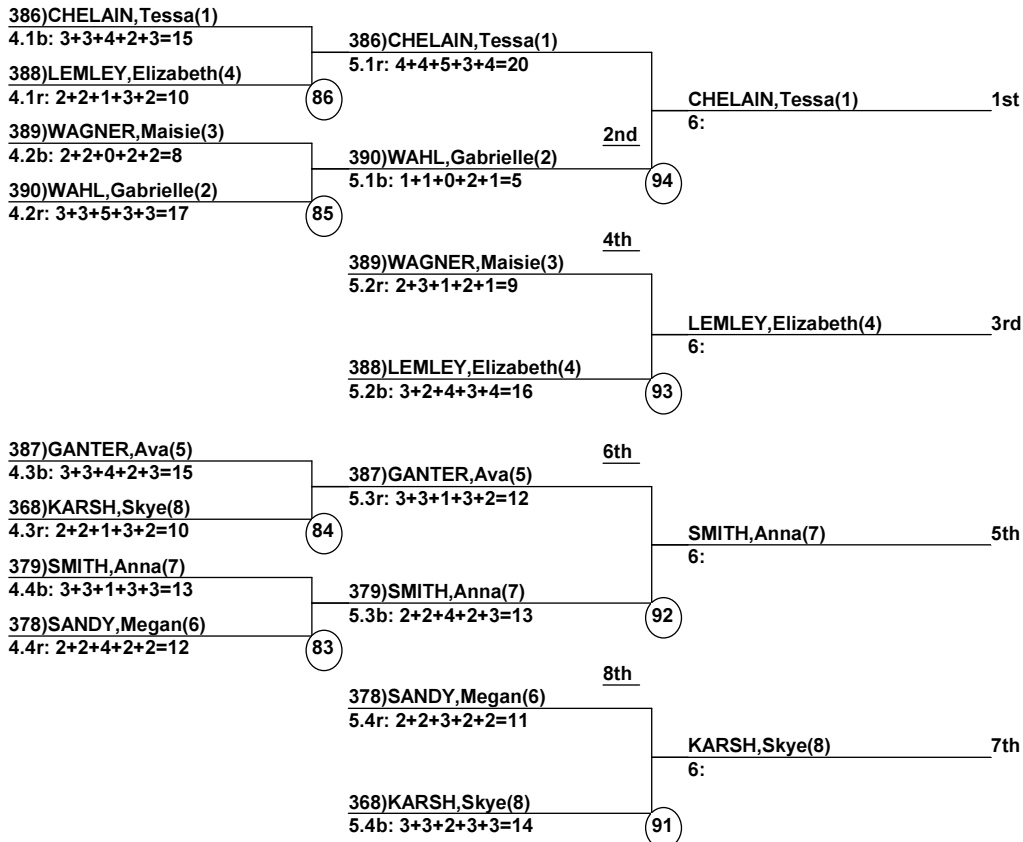 386)CHELAIN,Tessa(1)
4.1b: 3+3+4+2+3=15
386)CHELAIN,Tessa(1)
5.1r: 4+4+5+3+4=20
388)LEMLEY,Elizabeth(4)
4.1r: 2+2+1+3+2=10
86
CHELAIN,Tessa(1)
1st
6:
389)WAGNER,Maisie(3)
4.2b: 2+2+0+2+2=8
2nd
390)WAHL,Gabrielle(2)
5.1b: 1+1+0+2+1=5
94
390)WAHL,Gabrielle(2)
4.2r: 3+3+5+3+3=17
85
4th
389)WAGNER,Maisie(3)
5.2r: 2+3+1+2+1=9
LEMLEY,Elizabeth(4)
3rd
6:
388)LEMLEY,Elizabeth(4)
5.2b: 3+2+4+3+4=16
93
387)GANTER,Ava(5)
4.3b: 3+3+4+2+3=15
6th
387)GANTER,Ava(5)
5.3r: 3+3+1+3+2=12
368)KARSH,Skye(8)
4.3r: 2+2+1+3+2=10
84
SMITH,Anna(7)
5th
6:
379)SMITH,Anna(7)
4.4b: 3+3+1+3+3=13
379)SMITH,Anna(7)
5.3b: 2+2+4+2+3=13
92
378)SANDY,Megan(6)
4.4r: 2+2+4+2+2=12
83
8th
378)SANDY,Megan(6)
5.4r: 2+2+3+2+2=11
KARSH,Skye(8)
7th
6:
368)KARSH,Skye(8)
5.4b: 3+3+2+3+3=14
91